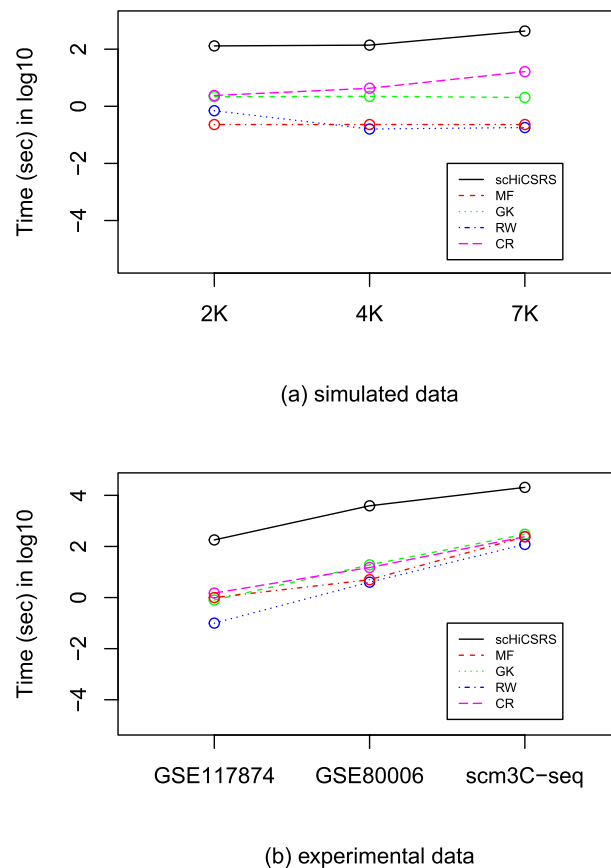 Time (sec) in log10
2
0
−2
−4
scHiCSRS
MF
GK
RW
CR
2K 4K 7K
(a) simulated data
Time (sec) in log10
4
2
0
−2
−4
scHiCSRS
MF
GK
RW
CR
GSE117874 GSE80006 scm3C−seq
(b) experimental data